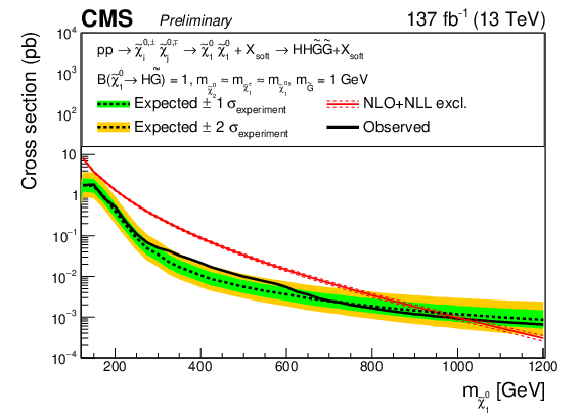 CMS Preliminary 137 fb⁻¹ (13 TeV)
Cross section (pb)
pp → χ̃ᵢ⁰,± χ̃ⱼ⁰,∓ → χ̃₁⁰ χ̃₁⁰ + X_soft → HHG̃G̃+X_soft
B(χ̃₁⁰→HG̃) = 1, m_χ̃₂⁰ ≈ m_χ̃₁± ≈ m_χ̃₁⁰, m_G̃ = 1 GeV
Expected ± 1 σ_experiment NLO+NLL excl.
Expected ± 2 σ_experiment Observed
10⁴
10³
10²
10
1
10⁻¹
10⁻²
10⁻³
10⁻⁴
200 400 600 800 1000 1200
m_χ̃₁⁰ [GeV]